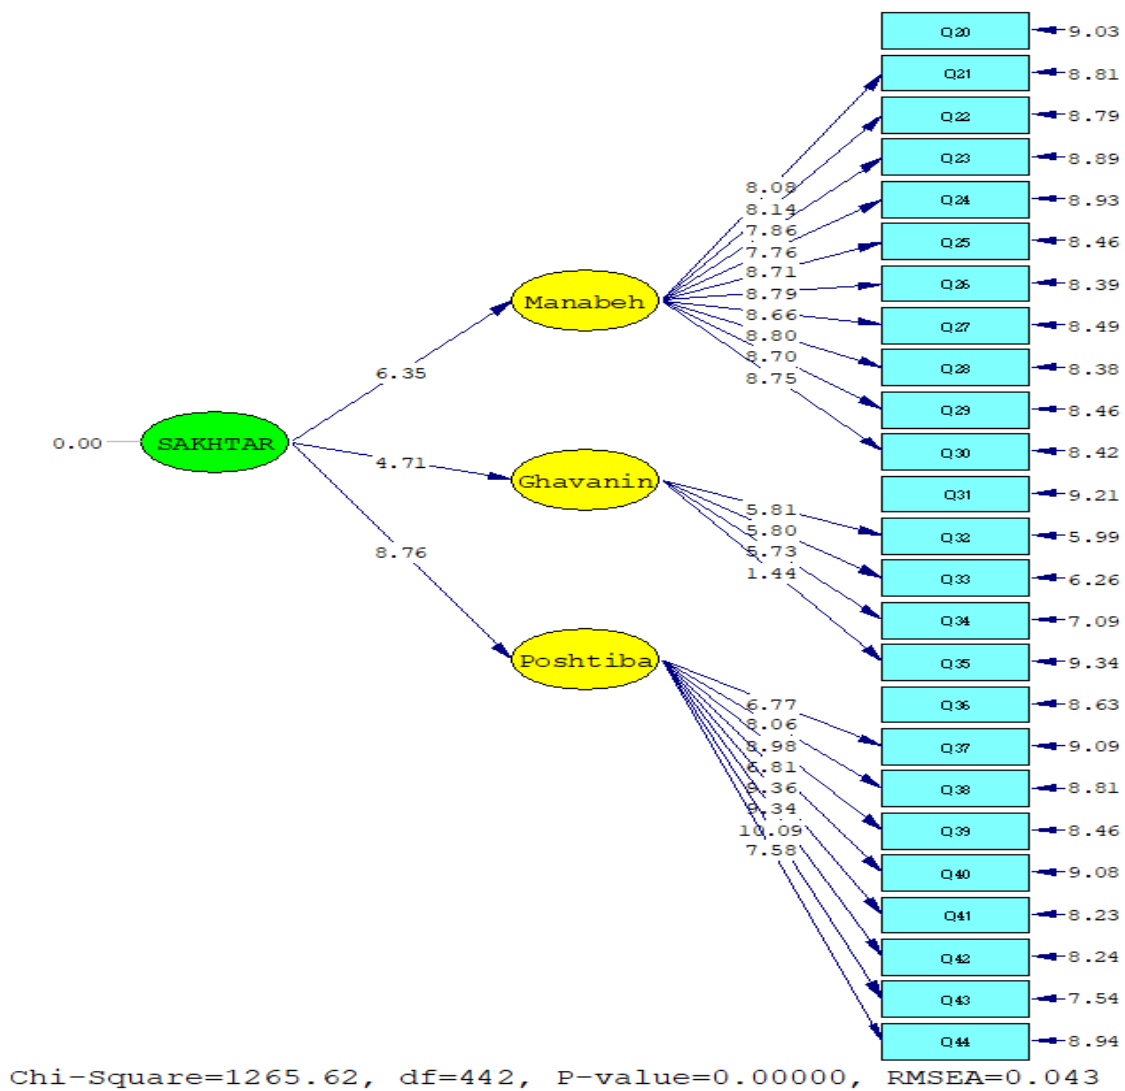 Q20 9.03
Q21 8.81
Q22 8.79
Q23 8.89
8.08
Q24 8.93
8.14
7.86
Q25 8.46
7.76
8.71
Q26 8.39
8.79
Manabeh
8.66
Q27 8.49
8.80
8.70
Q28 8.38
6.35
8.75
Q29 8.46
0.00 SAKHTAR
Q30 8.42
4.71
Ghavanin
Q31 9.21
5.81
5.80
Q32 5.99
8.76
5.73
1.44
Q33 6.26
Q34 7.09
Poshtiba
Q35 9.34
6.77
Q36 8.63
8.06
8.98
Q37 9.09
6.81
9.36
Q38 8.81
9.34
10.09
Q39 8.46
7.58
Q40 9.08
Q41 8.23
Q42 8.24
Q43 7.54
Q44 8.94
Chi-Square=1265.62, df=442, P-value=0.00000, RMSEA=0.043